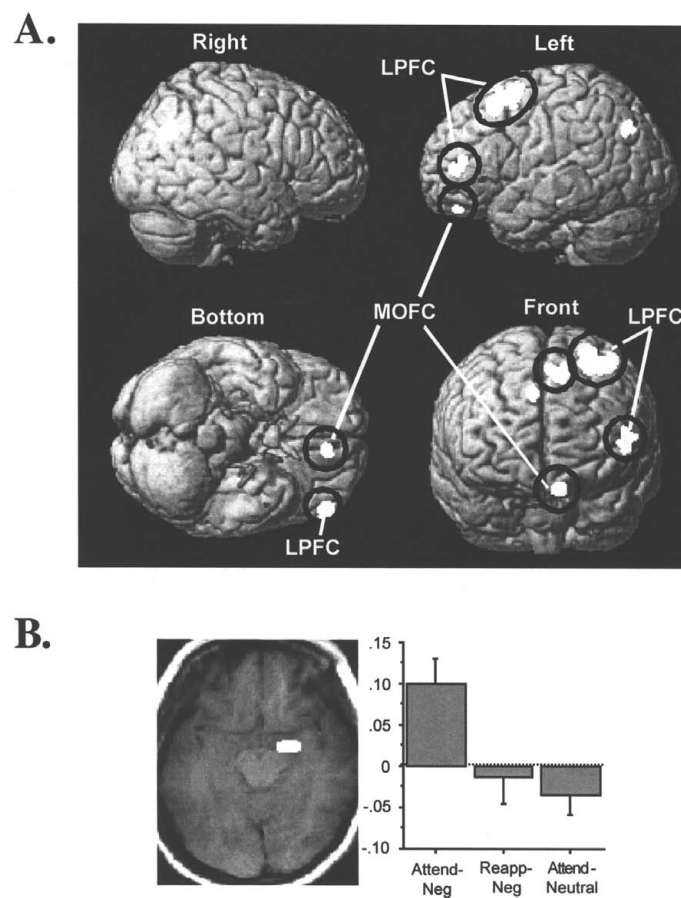 A.
Right
Left
LPFC
MOFC
Bottom
Front
LPFC
LPFC
B.
.15
.10
.05
0
-.05
-.10
Attend-
Neg
Reapp-
Neg
Attend-
Neutral